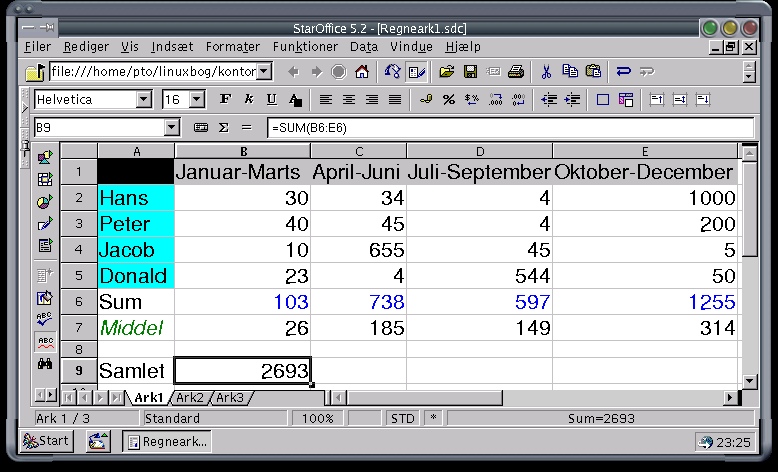 StarOffice 5.2 - [Regneark1.sdc]
Filer Rediger Vis Indsæt Formater Funktioner Data Vindue Hjælp
file:///home/pto/linuxbog/kontor
Helvetica 16 F K U A
B9 Σ = =SUM(B6:E6)
A B C D E
1 Januar-Marts April-Juni Juli-September Oktober-December
2 Hans 30 34 4 1000
3 Peter 40 45 4 200
4 Jacob 10 655 45 5
5 Donald 23 4 544 50
6 Sum 103 738 597 1255
7 Middel 26 185 149 314
8
9 Samlet 2693
Ark1 Ark2 Ark3
Ark 1 / 3 Standard 100% STD * Sum=2693
Start Regneark... 23:25